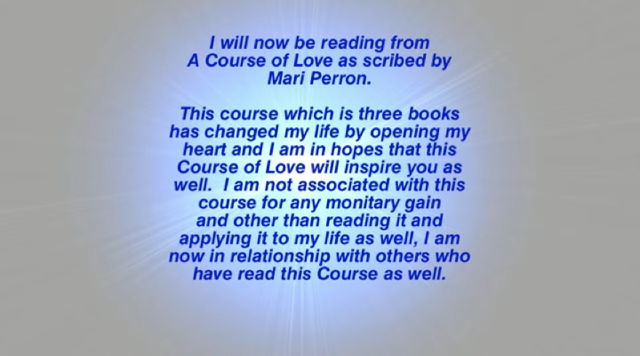 I will now be reading from
A Course of Love as scribed by
Mari Perron.
This course which is three books
has changed my life by opening my
heart and I am in hopes that this
Course of Love will inspire you as
well. I am not associated with this
course for any monitary gain
and other than reading it and
applying it to my life as well, I am
now in relationship with others who
have read this Course as well.